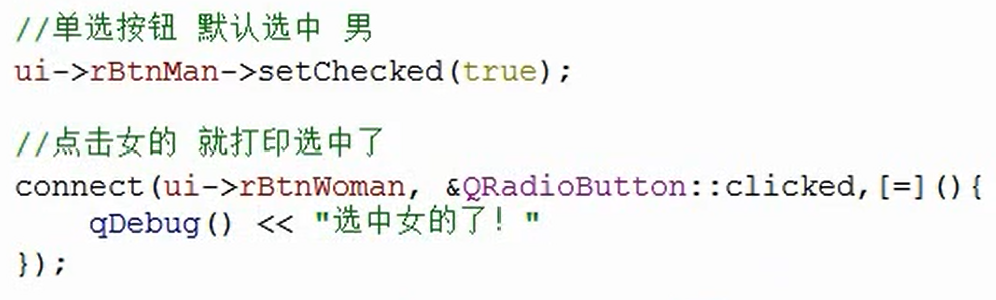 //单选按钮 默认选中 男
ui->rBtnMan->setChecked(true);
//点击女的 就打印选中了
connect(ui->rBtnWoman, &QRadioButton::clicked,[=](){
    qDebug() << "选中女的了！"
});